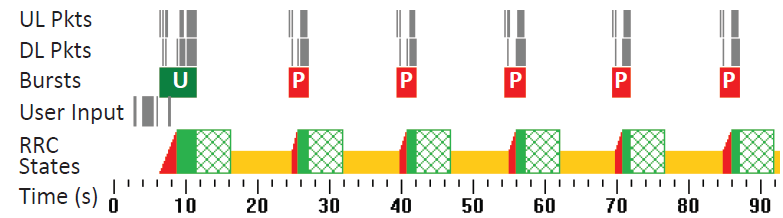 UL Pkts
DL Pkts
Bursts U P P P P P
User Input
RRC
States
Time (s) 0 10 20 30 40 50 60 70 80 90